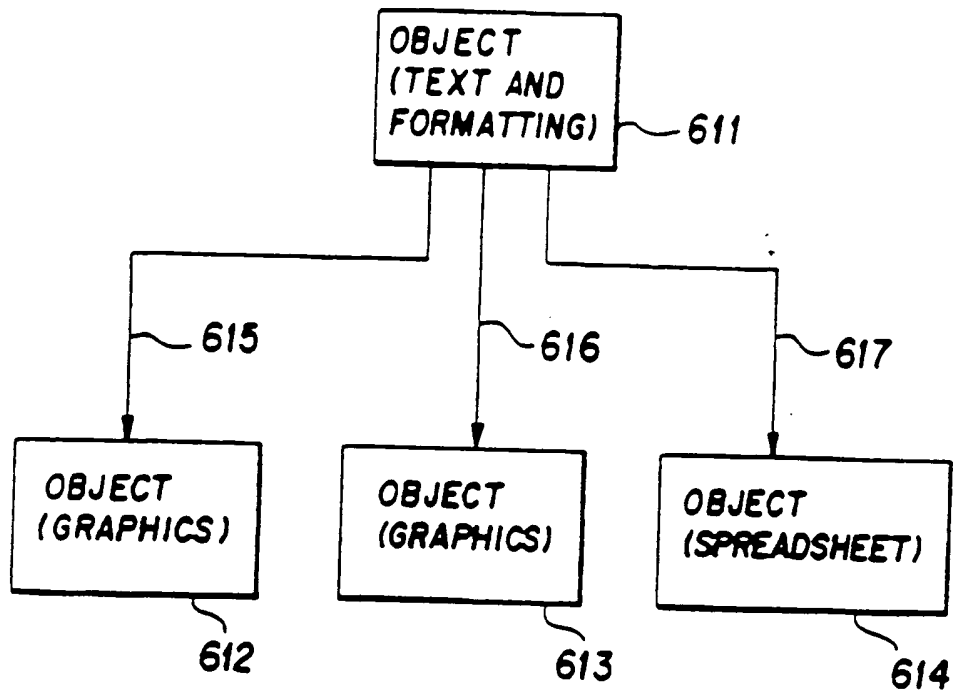 OBJECT
(TEXT AND
FORMATTING)
611
615
616
617
OBJECT
(GRAPHICS)
OBJECT
(GRAPHICS)
OBJECT
(SPREADSHEET)
612
613
614